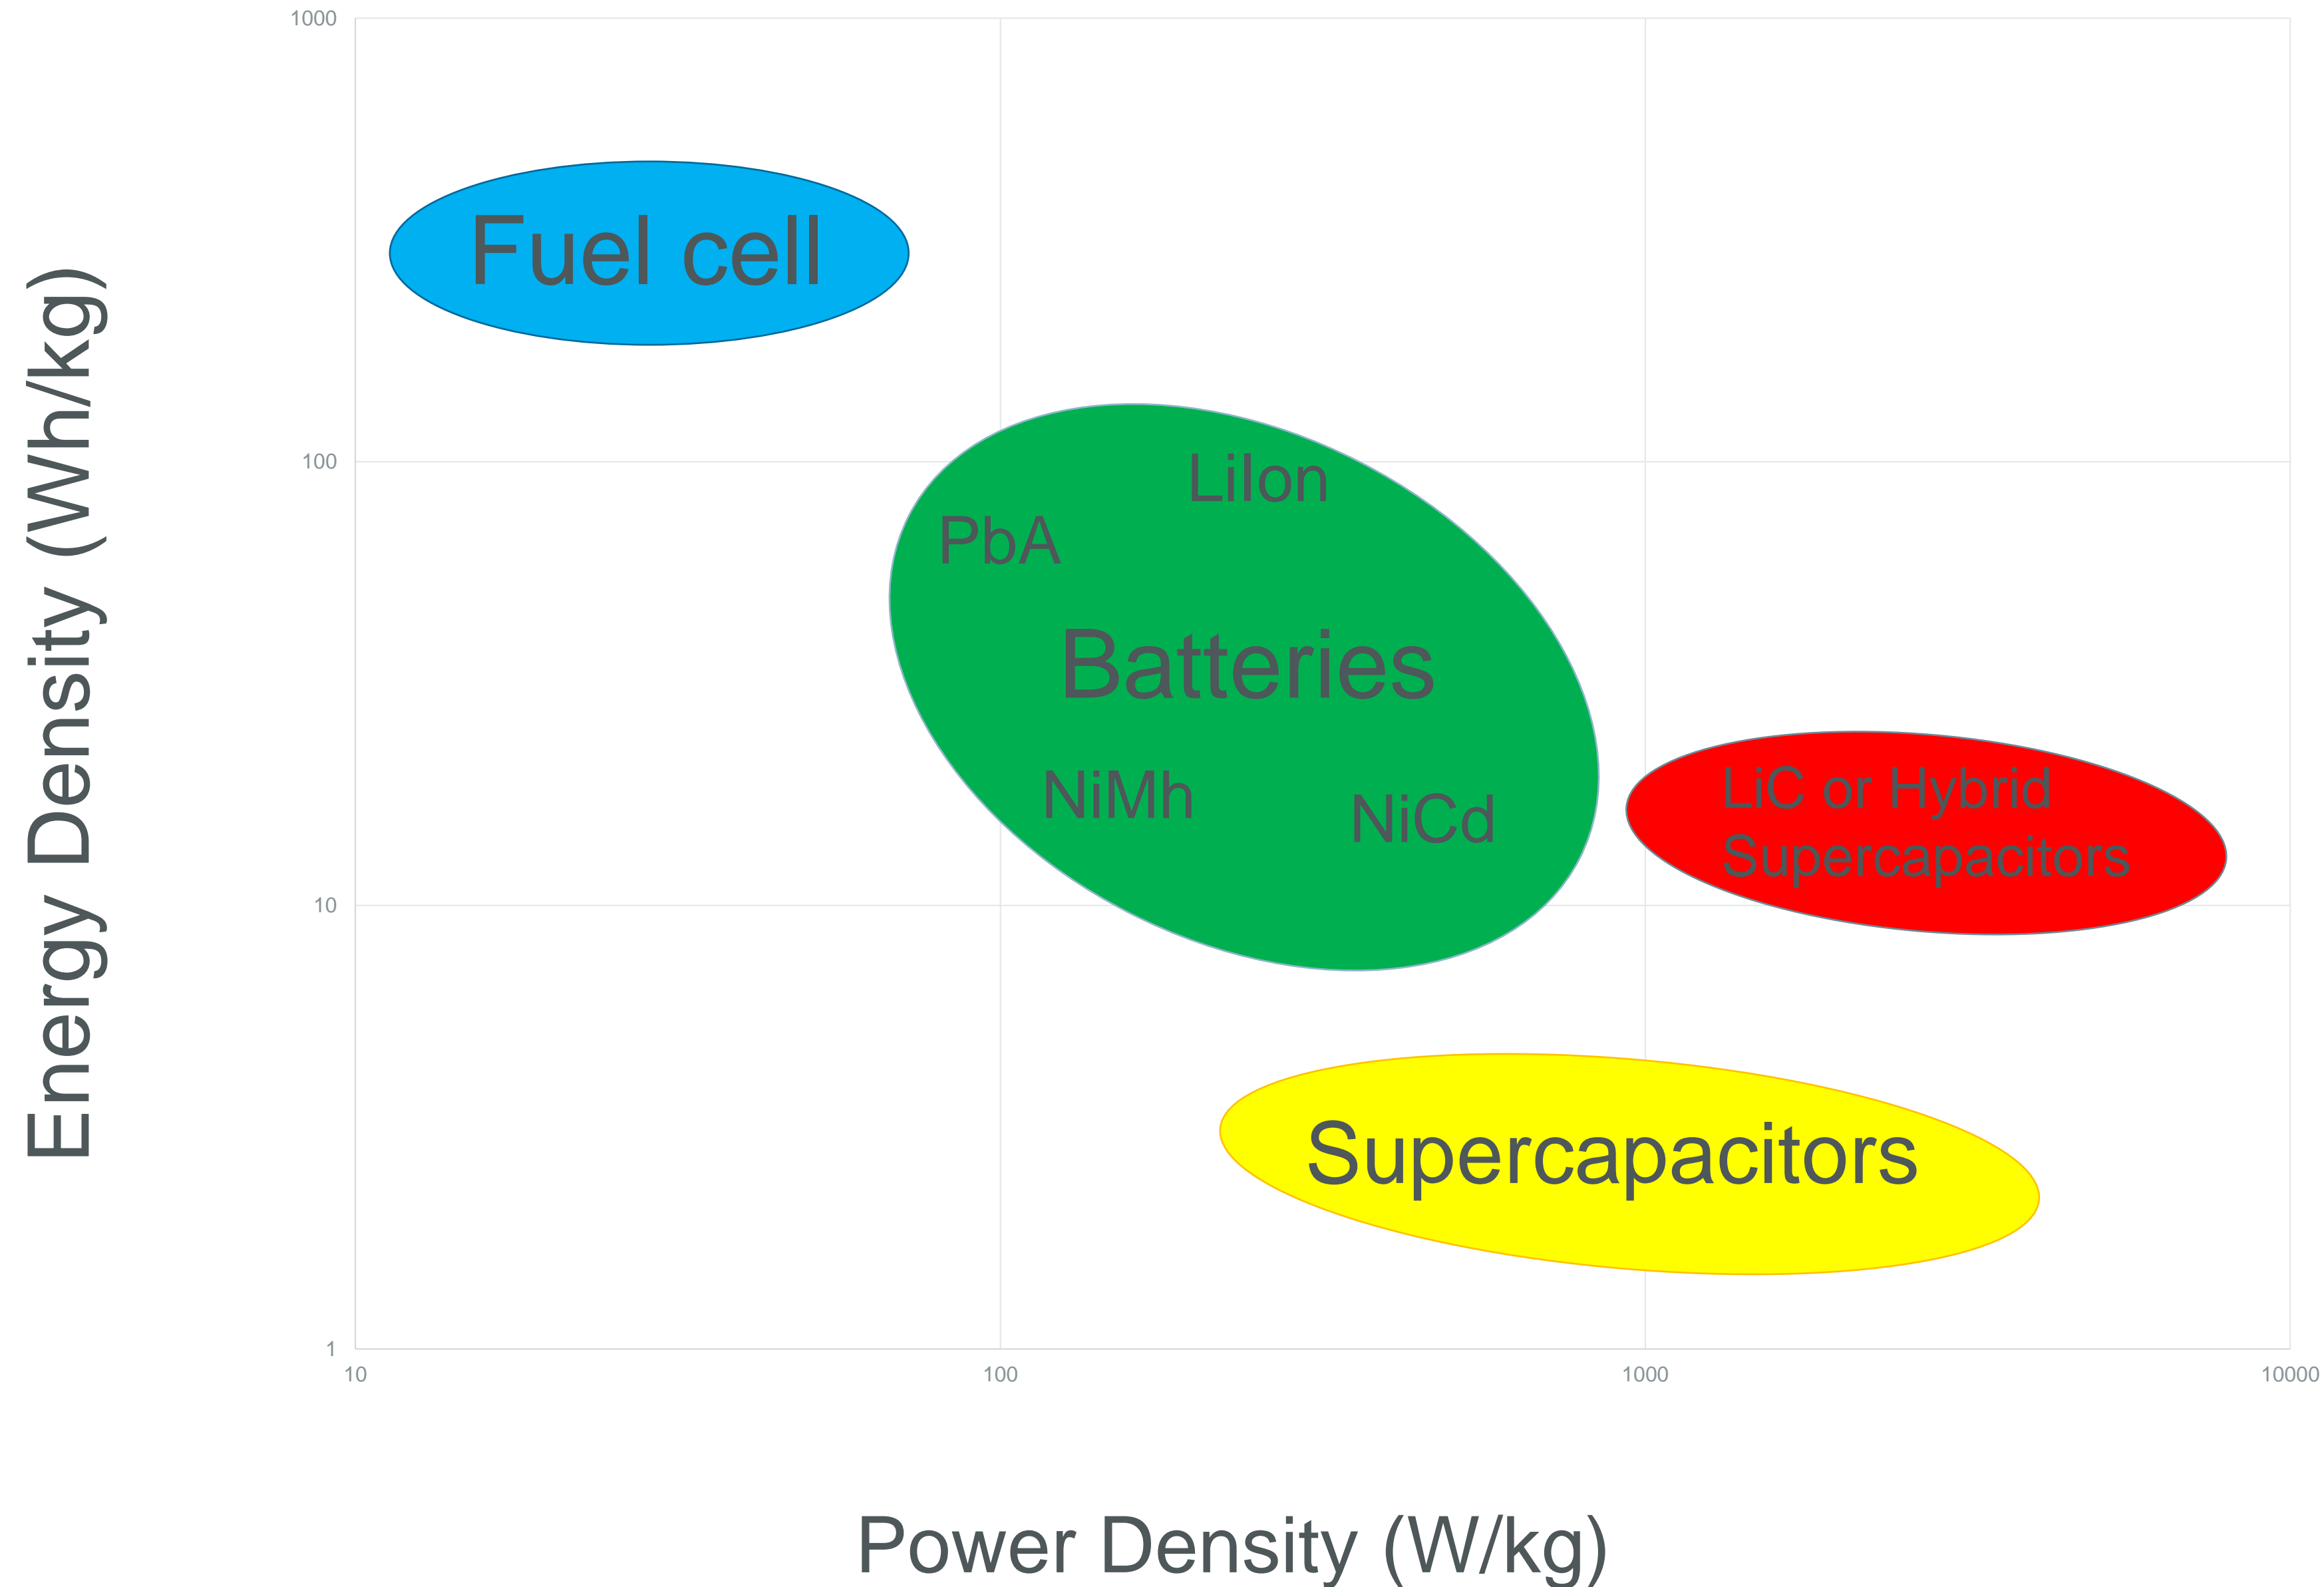 1000
Fuel cell
100
LiIon
PbA
Batteries
NiMh
NiCd
LiC or Hybrid
Supercapacitors
10
Supercapacitors
1
10
100
1000
10000
Energy Density (Wh/kg)
Power Density (W/kg)